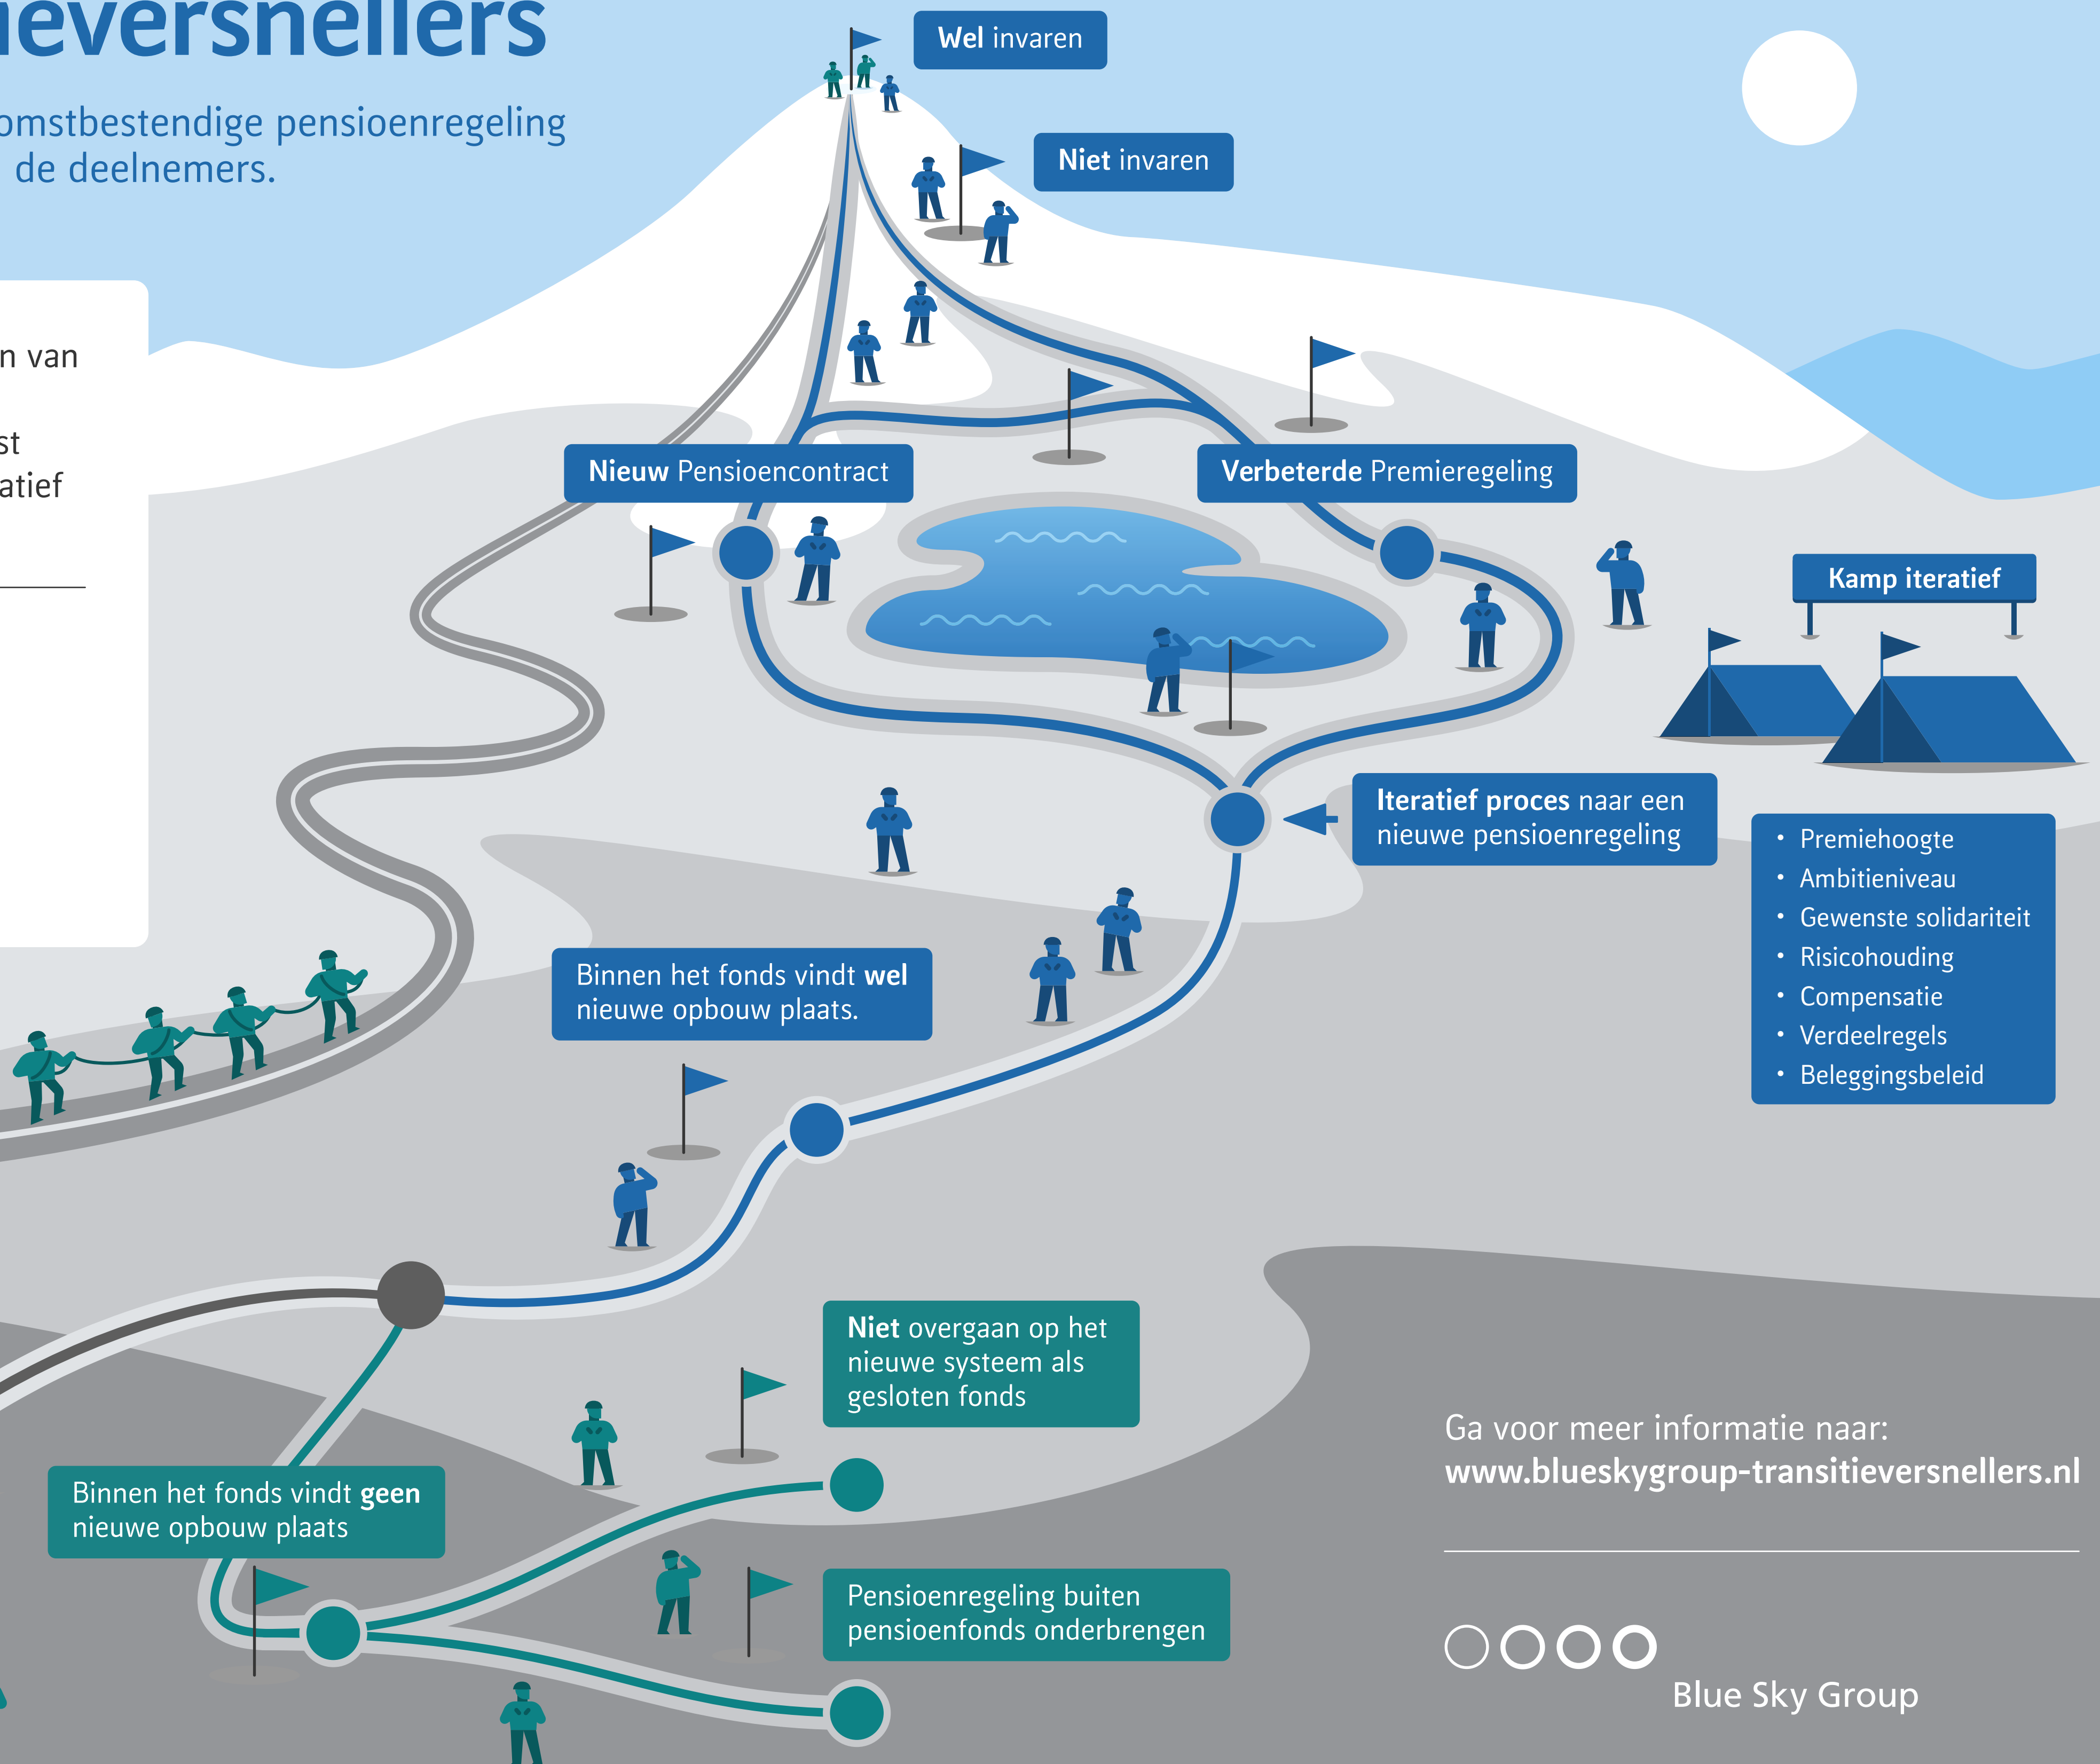 ieversnellers
omstbestendige pensioenregeling
de deelnemers.
n van
st
atief
Wel invaren
Niet invaren
Nieuw Pensioencontract
Verbeterde Premieregeling
Kamp iteratief
Iteratief proces naar een
nieuwe pensioenregeling
• Premiehoogte
• Ambitieniveau
• Gewenste solidariteit
• Risicohouding
• Compensatie
• Verdeelregels
• Beleggingsbeleid
Binnen het fonds vindt wel
nieuwe opbouw plaats.
Niet overgaan op het
nieuwe systeem als
gesloten fonds
Binnen het fonds vindt geen
nieuwe opbouw plaats
Pensioenregeling buiten
pensioenfonds onderbrengen
Ga voor meer informatie naar:
www.blueskygroup-transitieversnellers.nl
Blue Sky Group